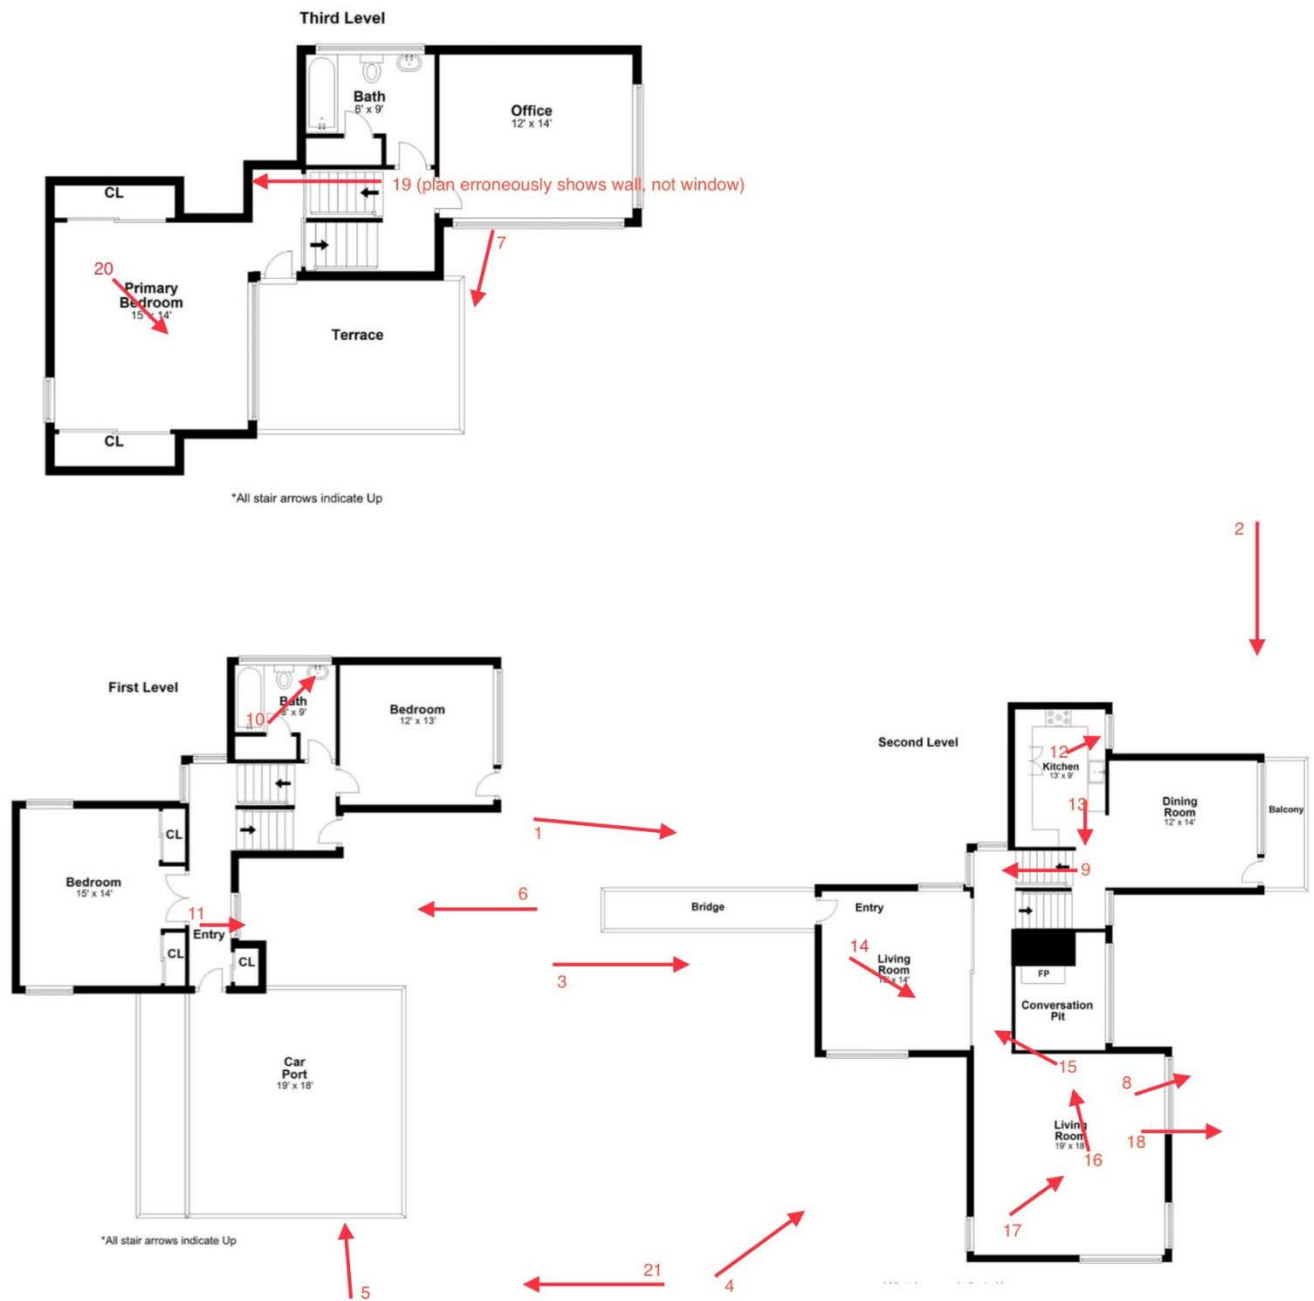 Third Level
Bath
8' x 9'
Office
12' x 14'
CL
19 (plan erroneously shows wall, not window)
7
20
Primary
Bedroom
15' x 14'
Terrace
CL
*All stair arrows indicate Up
2
First Level
Bath
8' x 9'
10
Bedroom
12' x 13'
Second Level
12
Kitchen
13' x 9'
13
Dining
Room
12' x 14'
Balcony
1
CL
Bedroom
15' x 14'
9
6
Bridge
Entry
11
Entry
CL
CL
14
Living
Room
3
FP
Conversation
Pit
Car
Port
19' x 18'
15
8
Living
Room
19' x 18'
18
16
17
*All stair arrows indicate Up
21
4
5